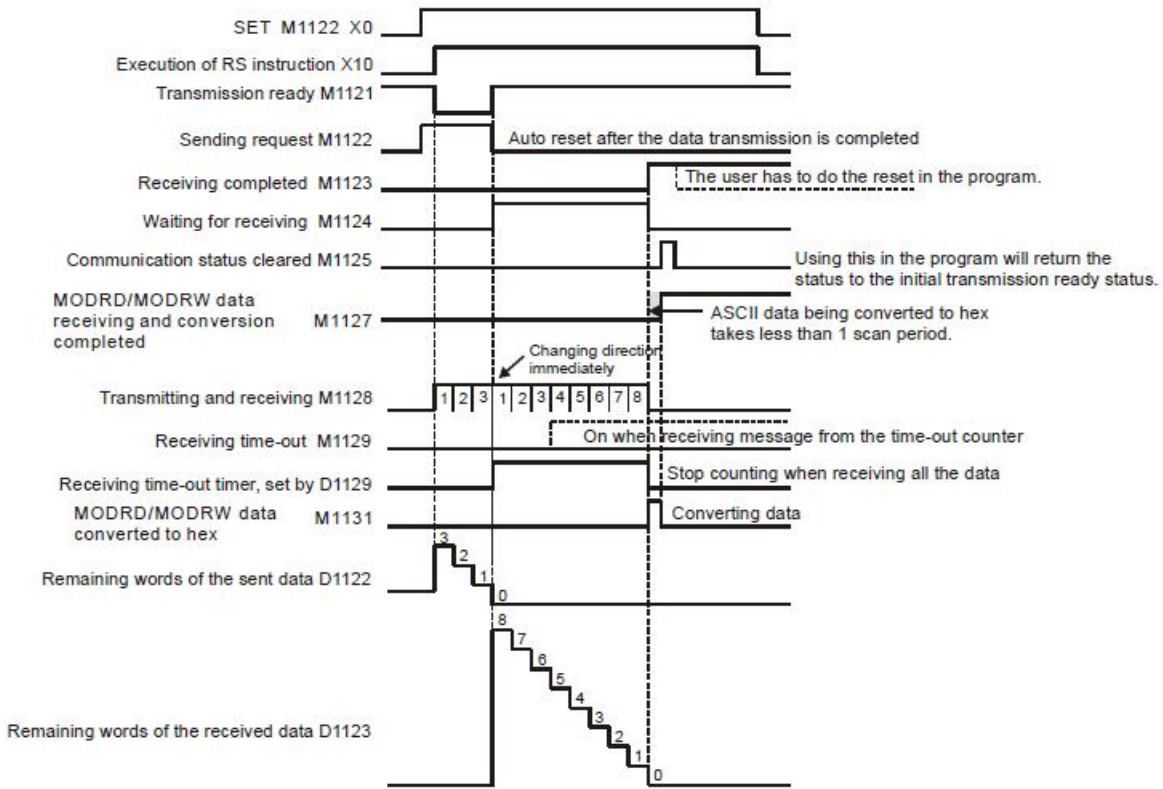 SET M1122 X0
Execution of RS instruction X10
Transmission ready M1121
Sending request M1122
Auto reset after the data transmission is completed
Receiving completed M1123
The user has to do the reset in the program.
Waiting for receiving M1124
Communication status cleared M1125
Using this in the program will return the
status to the initial transmission ready status.
MODRD/MODRW data
receiving and conversion M1127
completed
ASCII data being converted to hex
takes less than 1 scan period.
Changing direction
immediately
Transmitting and receiving M1128
1 2 3 1 2 3 4 5 6 7 8
Receiving time-out M1129
On when receiving message from the time-out counter
Receiving time-out timer, set by D1129
Stop counting when receiving all the data
MODRD/MODRW data M1131
converted to hex
Converting data
Remaining words of the sent data D1122
3
2
1
0
Remaining words of the received data D1123
8
7
6
5
4
3
2
1
0